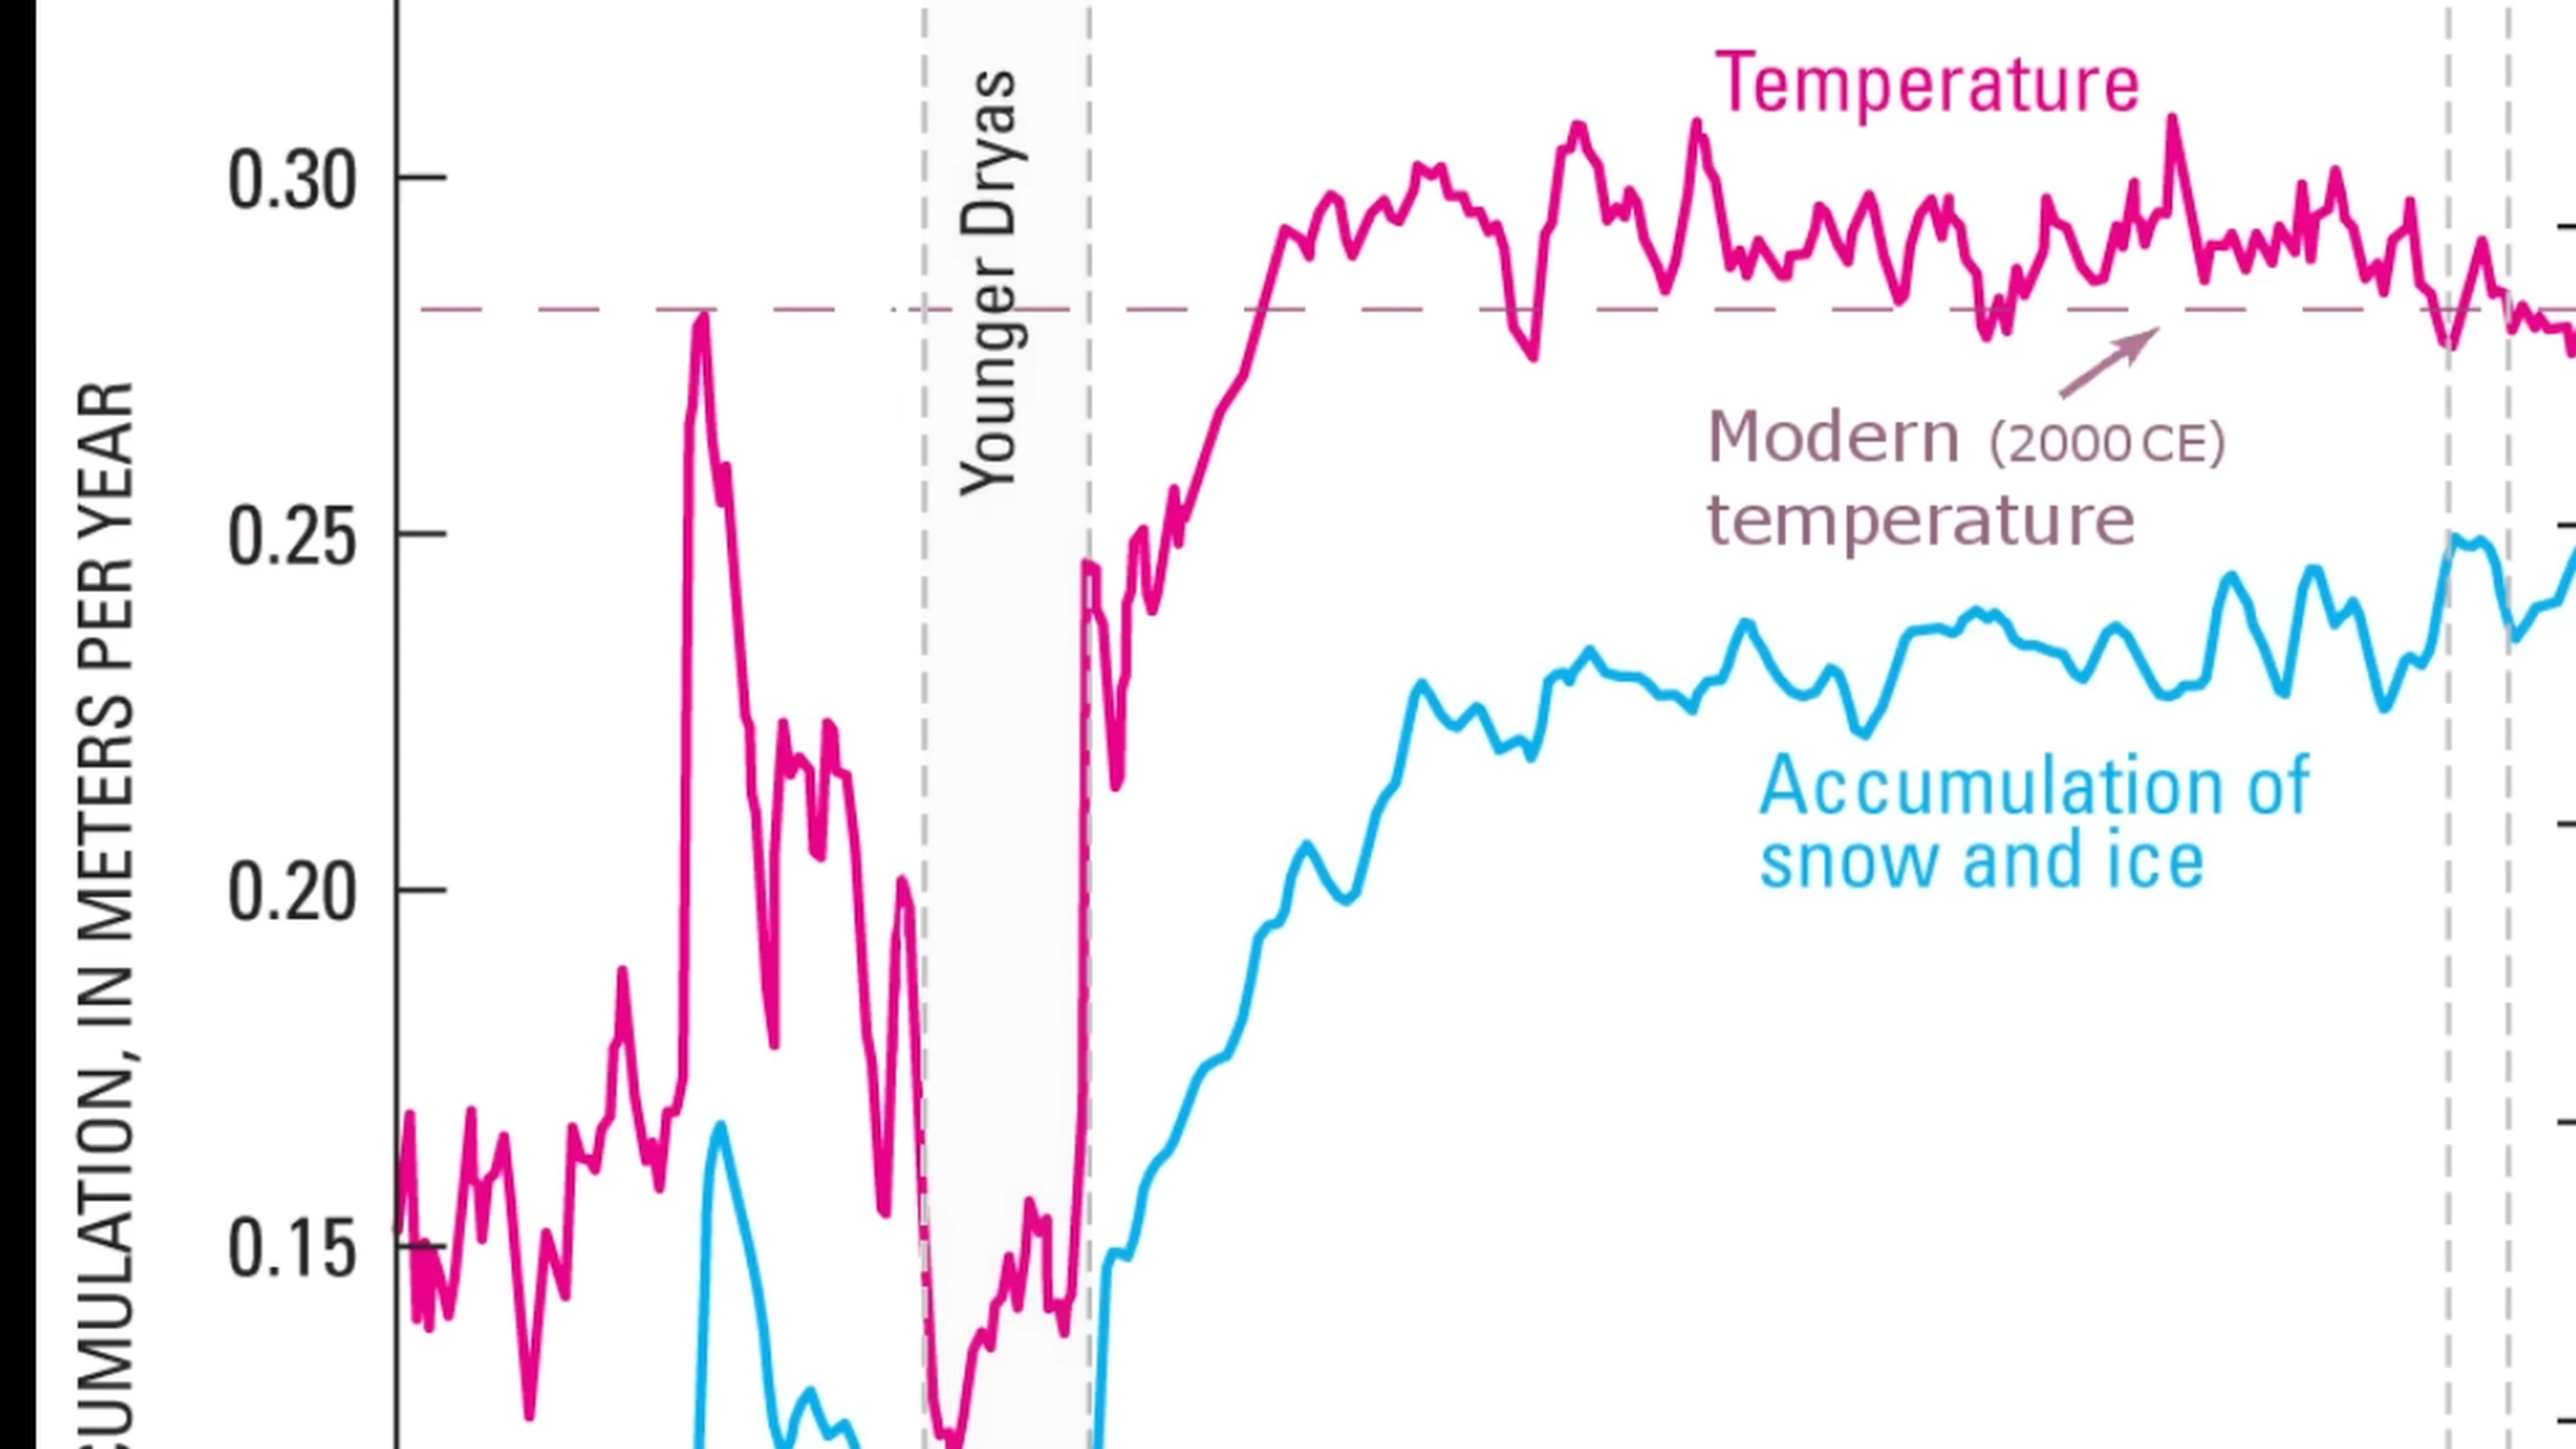 Temperature
Younger Dryas
0.30
0.25
0.20
0.15
CUMULATION, IN METERS PER YEAR
Modern (2000 CE)
temperature
Accumulation of
snow and ice